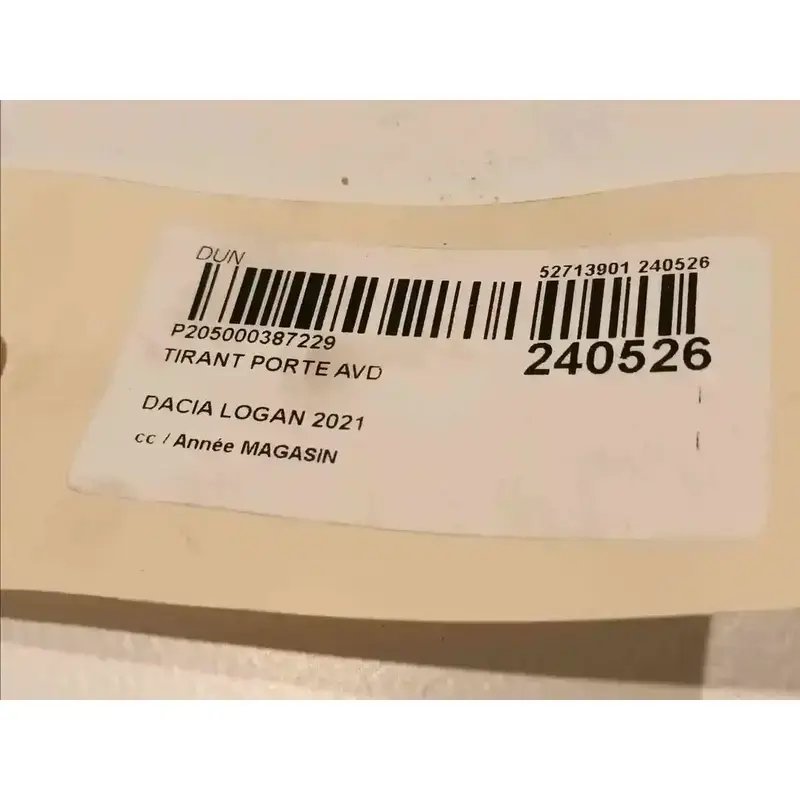 DUN
52713901 240526
P205000387229
240526
TIRANT PORTE AVD
DACIA LOGAN 2021
cc / Année MAGASIN